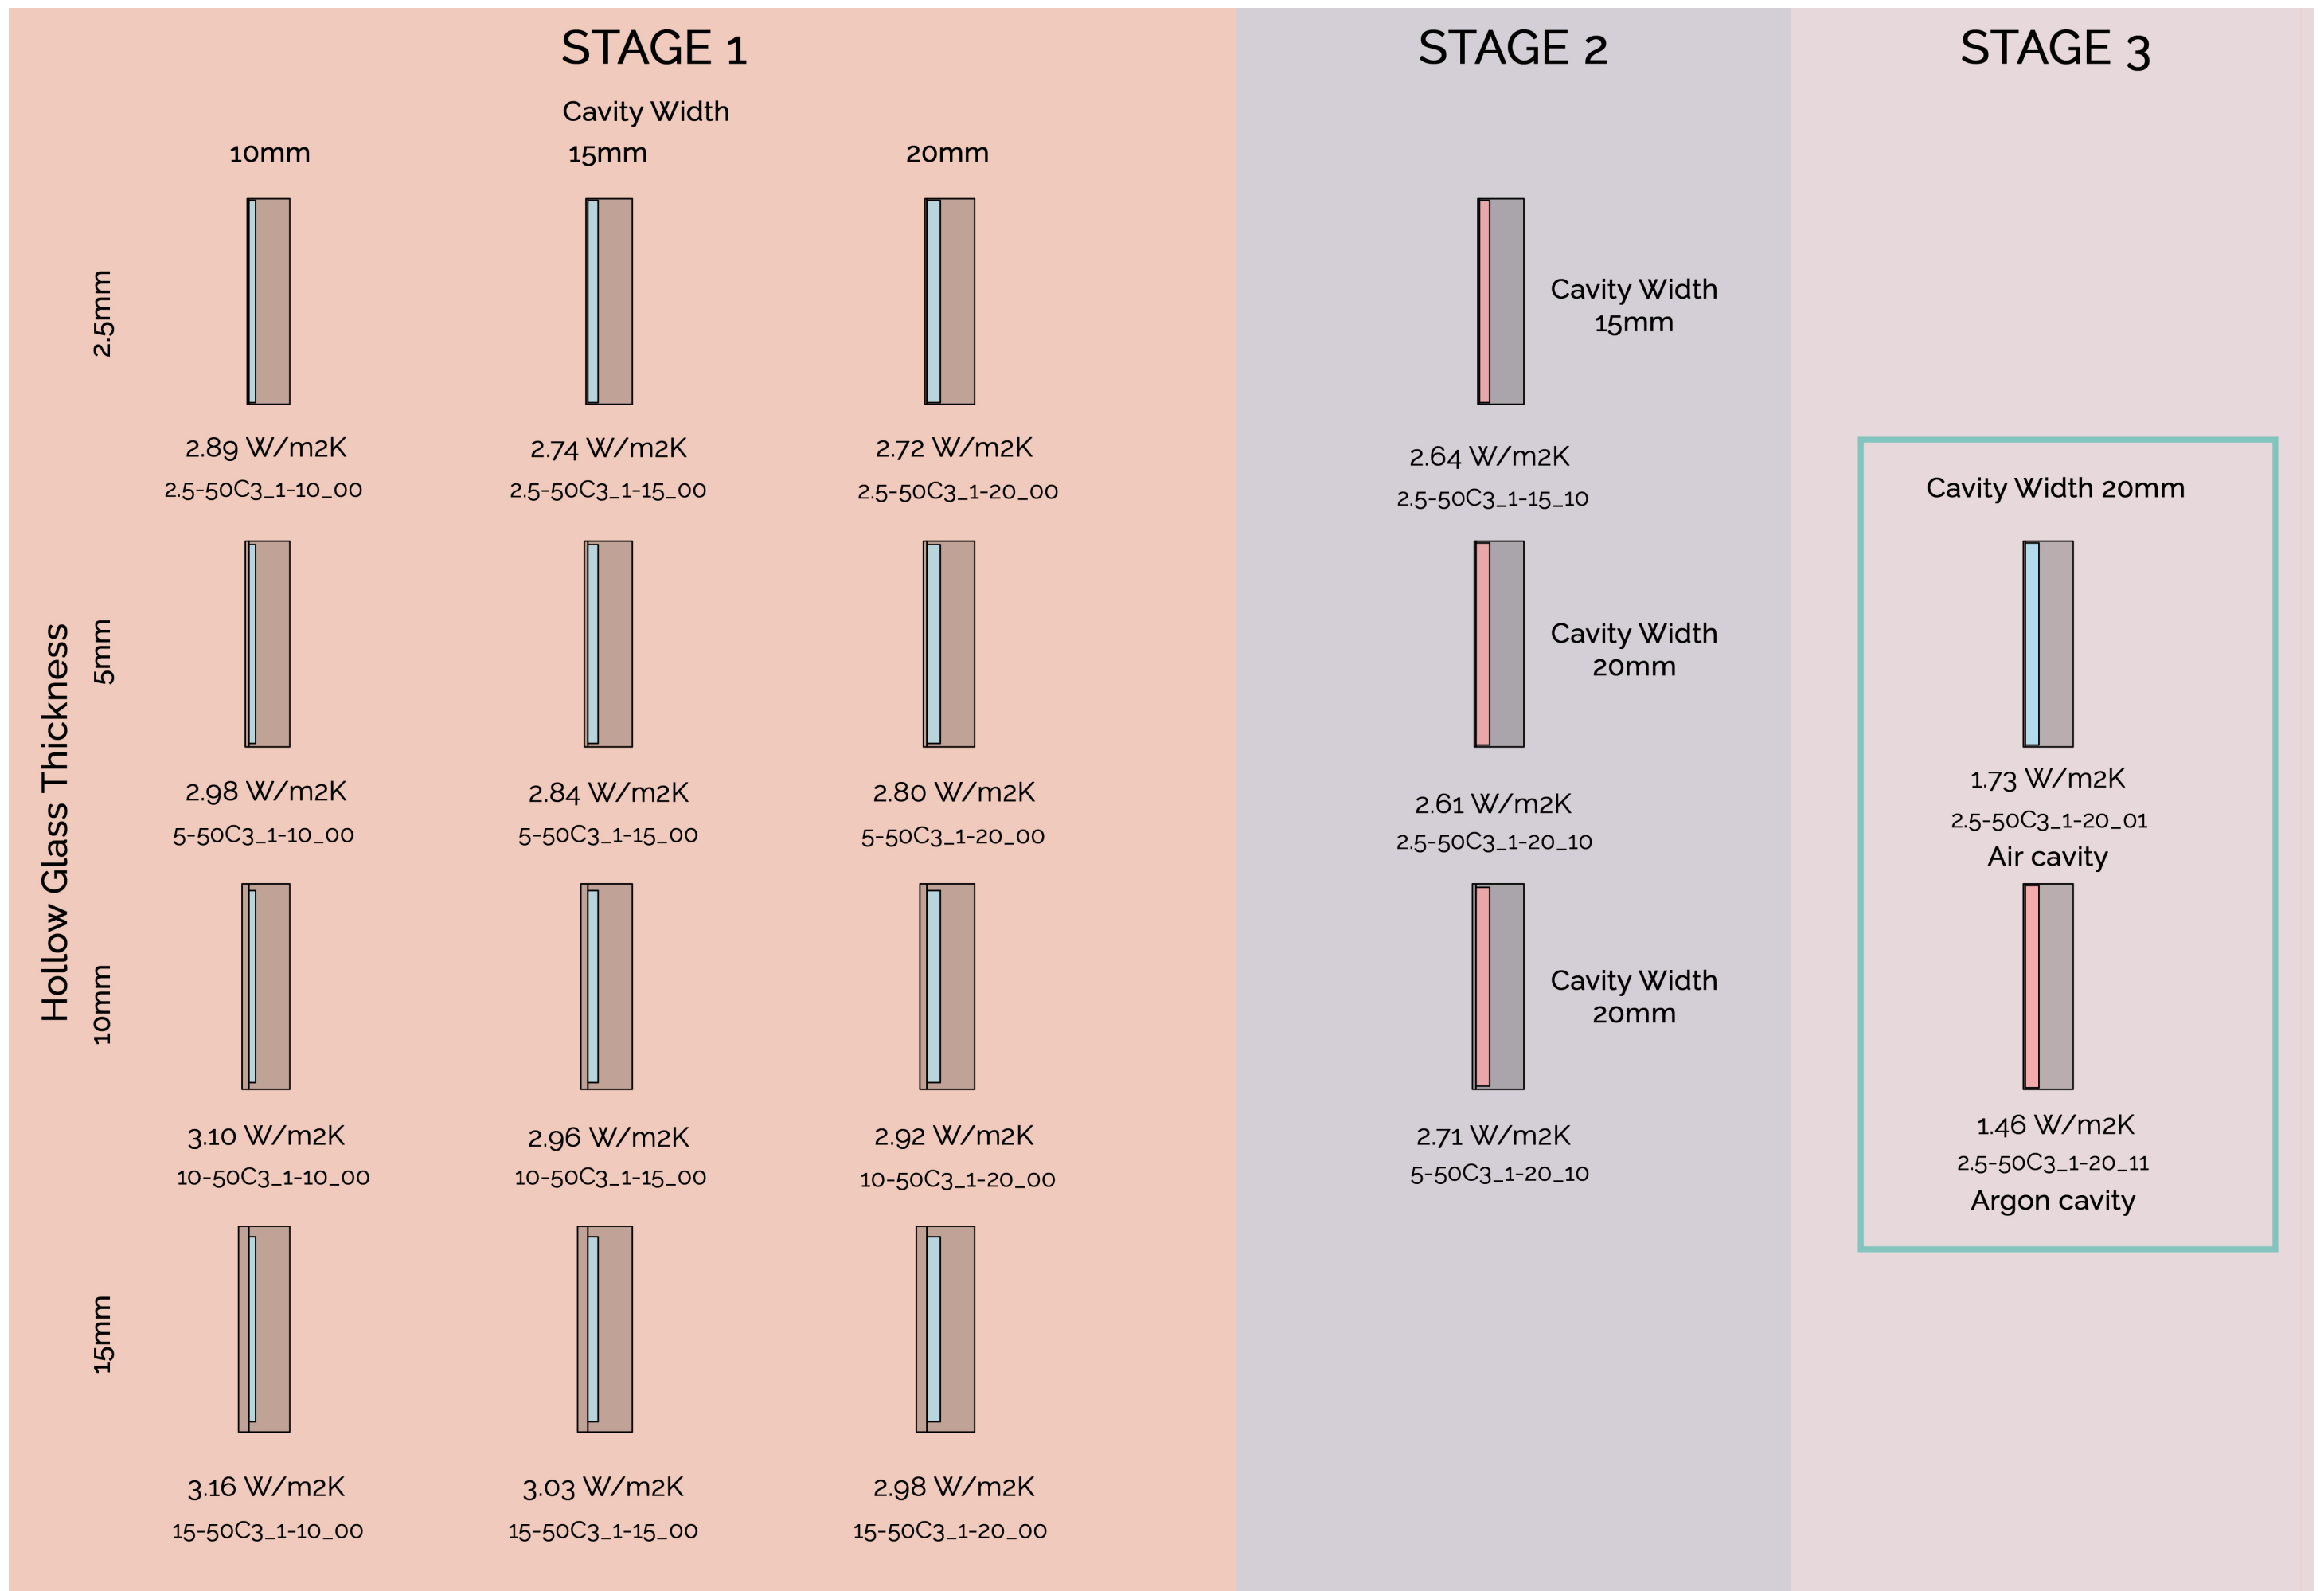 STAGE 1
Cavity Width
10mm
15mm
20mm
Hollow Glass Thickness
2.5mm
2.89 W/m2K
2.5-50C3_1-10_00
2.74 W/m2K
2.5-50C3_1-15_00
2.72 W/m2K
2.5-50C3_1-20_00
5mm
2.98 W/m2K
5-50C3_1-10_00
2.84 W/m2K
5-50C3_1-15_00
2.80 W/m2K
5-50C3_1-20_00
10mm
3.10 W/m2K
10-50C3_1-10_00
2.96 W/m2K
10-50C3_1-15_00
2.92 W/m2K
10-50C3_1-20_00
15mm
3.16 W/m2K
15-50C3_1-10_00
3.03 W/m2K
15-50C3_1-15_00
2.98 W/m2K
15-50C3_1-20_00
STAGE 2
Cavity Width
15mm
2.64 W/m2K
2.5-50C3_1-15_10
Cavity Width
20mm
2.61 W/m2K
2.5-50C3_1-20_10
Cavity Width
20mm
2.71 W/m2K
5-50C3_1-20_10
STAGE 3
Cavity Width 20mm
1.73 W/m2K
2.5-50C3_1-20_01
Air cavity
1.46 W/m2K
2.5-50C3_1-20_11
Argon cavity